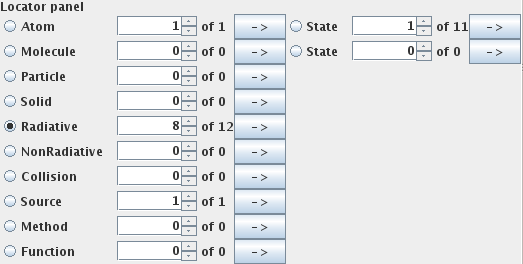 Locator panel
Atom 1 of 1 -> State 1 of 11 ->
Molecule 0 of 0 -> State 0 of 0 ->
Particle 0 of 0 ->
Solid 0 of 0 ->
Radiative 8 of 12 ->
NonRadiative 0 of 0 ->
Collision 0 of 0 ->
Source 1 of 1 ->
Method 0 of 0 ->
Function 0 of 0 ->